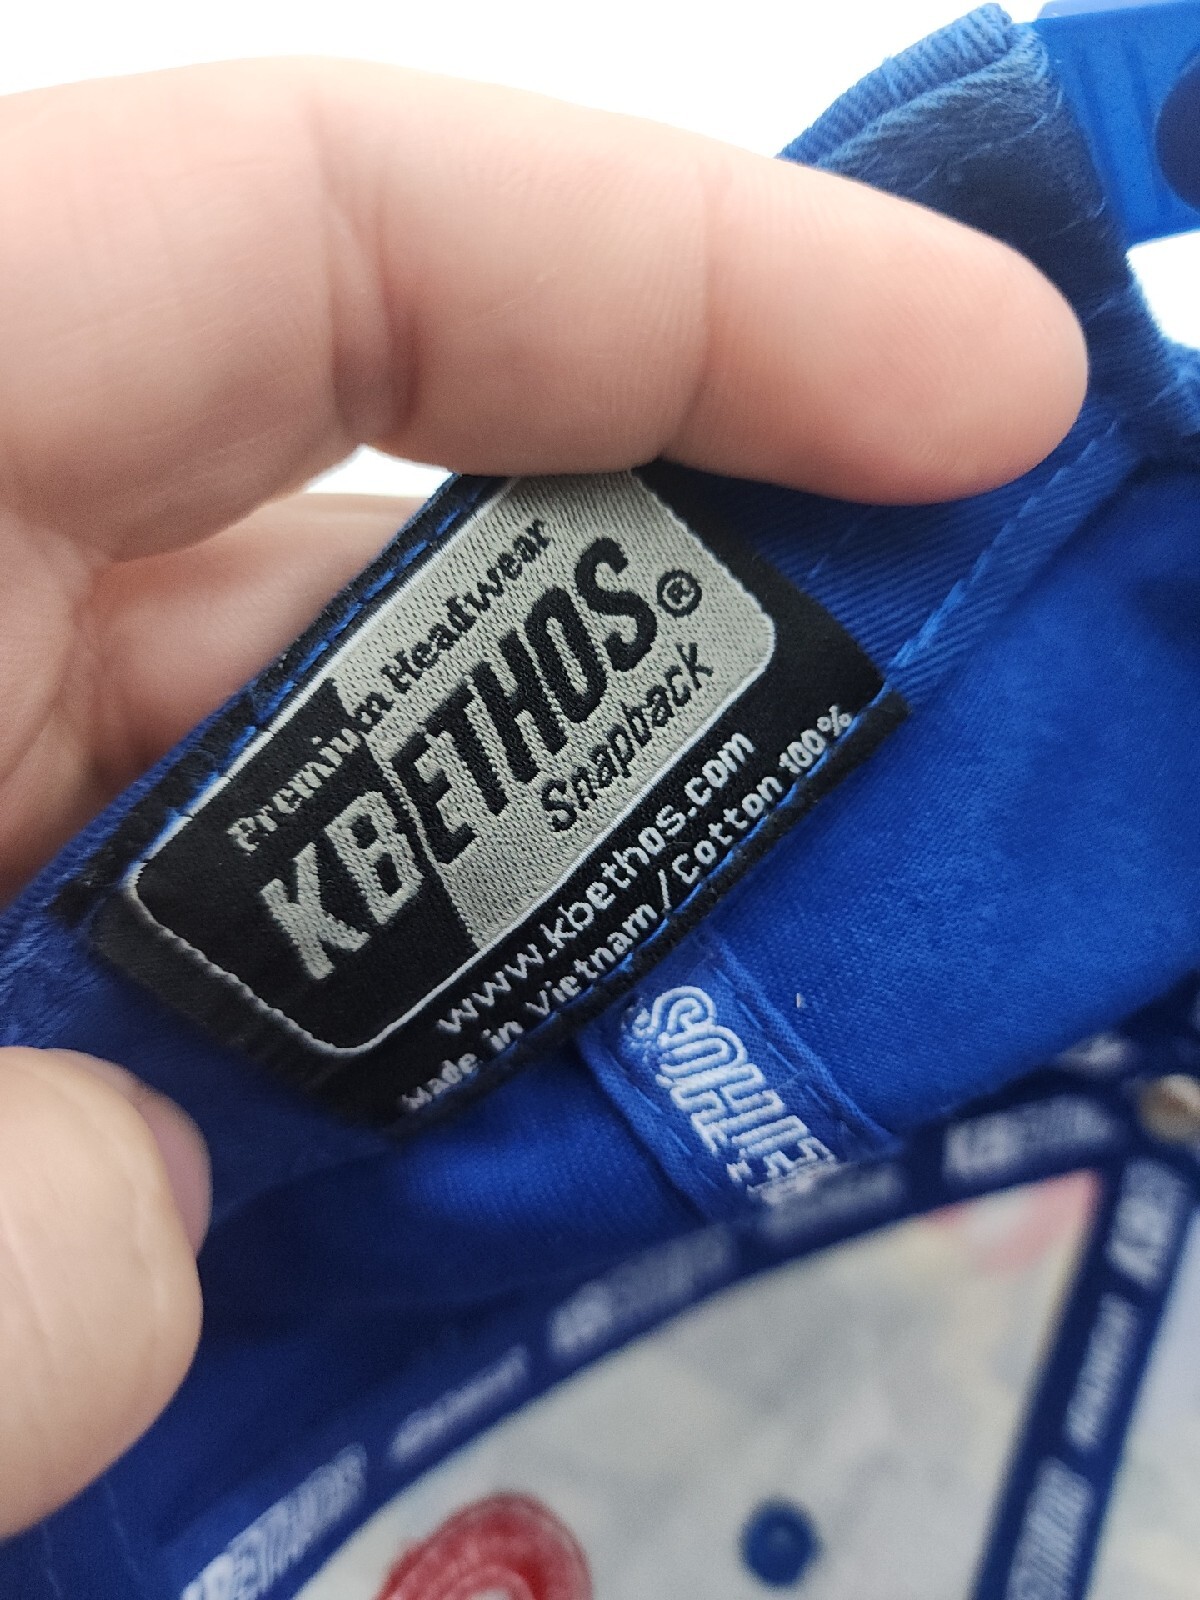 Premium Headwear
KBETHOS®
Snapback
www.kbethos.com
Made in Vietnam/Cotton 100%